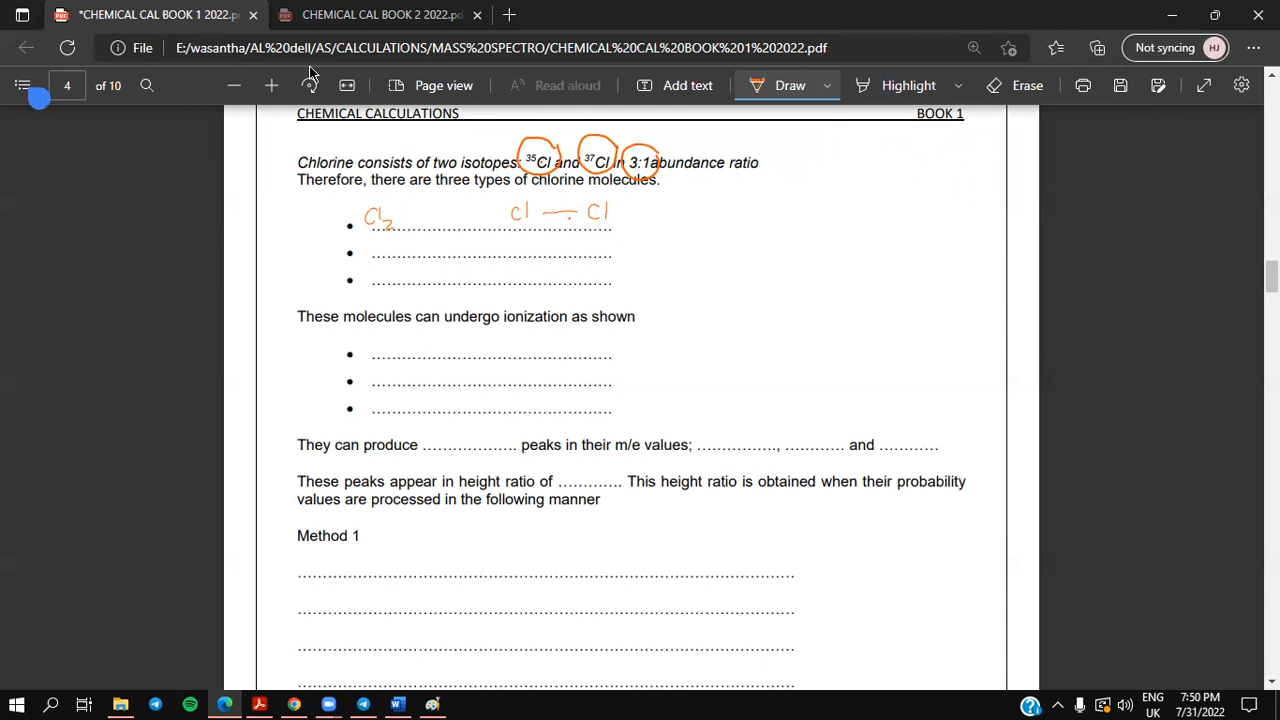 *CHEMICAL CAL BOOK 1 2022.p
CHEMICAL CAL BOOK 2 2022.pd
File E:/wasantha/AL%20dell/AS/CALCULATIONS/MASS%20SPECTRO/CHEMICAL%20CAL%20BOOK%201%202022.pdf Not syncing HJ
4 of 10 Page view Read aloud Add text Draw Highlight Erase
CHEMICAL CALCULATIONS BOOK 1
Chlorine consists of two isotopes: ³⁵Cl and ³⁷Cl in 3:1abundance ratio
Therefore, there are three types of chlorine molecules.
• Cl₂ Cl — Cl
• ………………………………………
• ………………………………………
These molecules can undergo ionization as shown
• ………………………………………
• ………………………………………
• ………………………………………
They can produce ………………. peaks in their m/e values; ……………., ………… and …………
These peaks appear in height ratio of …………. This height ratio is obtained when their probability
values are processed in the following manner
Method 1
……………………………………………………………………………………
……………………………………………………………………………………
……………………………………………………………………………………
……………………………………………………………………………………
ENG 7:50 PM
UK 7/31/2022